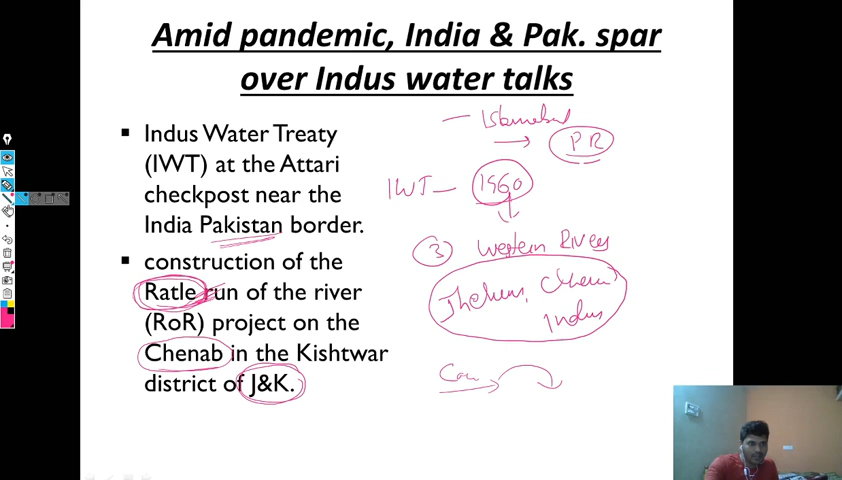 Amid pandemic, India & Pak. spar
over Indus water talks
▪ Indus Water Treaty
(IWT) at the Attari
checkpost near the
India Pakistan border.
▪ construction of the
Ratle run of the river
(RoR) project on the
Chenab in the Kishtwar
district of J&K.
— Islamabad
→ PR
IWT — 1960
③ Western Rivers
Jhelum, Chenab
Indus